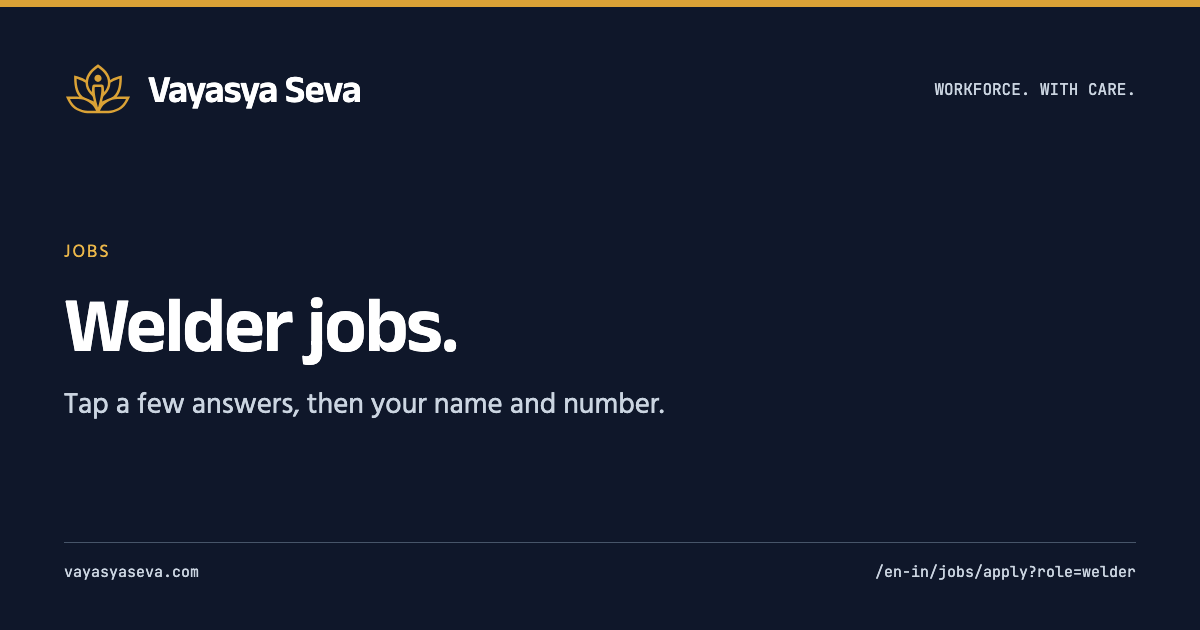 Vayasya Seva
WORKFORCE. WITH CARE.
JOBS
Welder jobs.
Tap a few answers, then your name and number.
vayasyaseva.com
/en-in/jobs/apply?role=welder